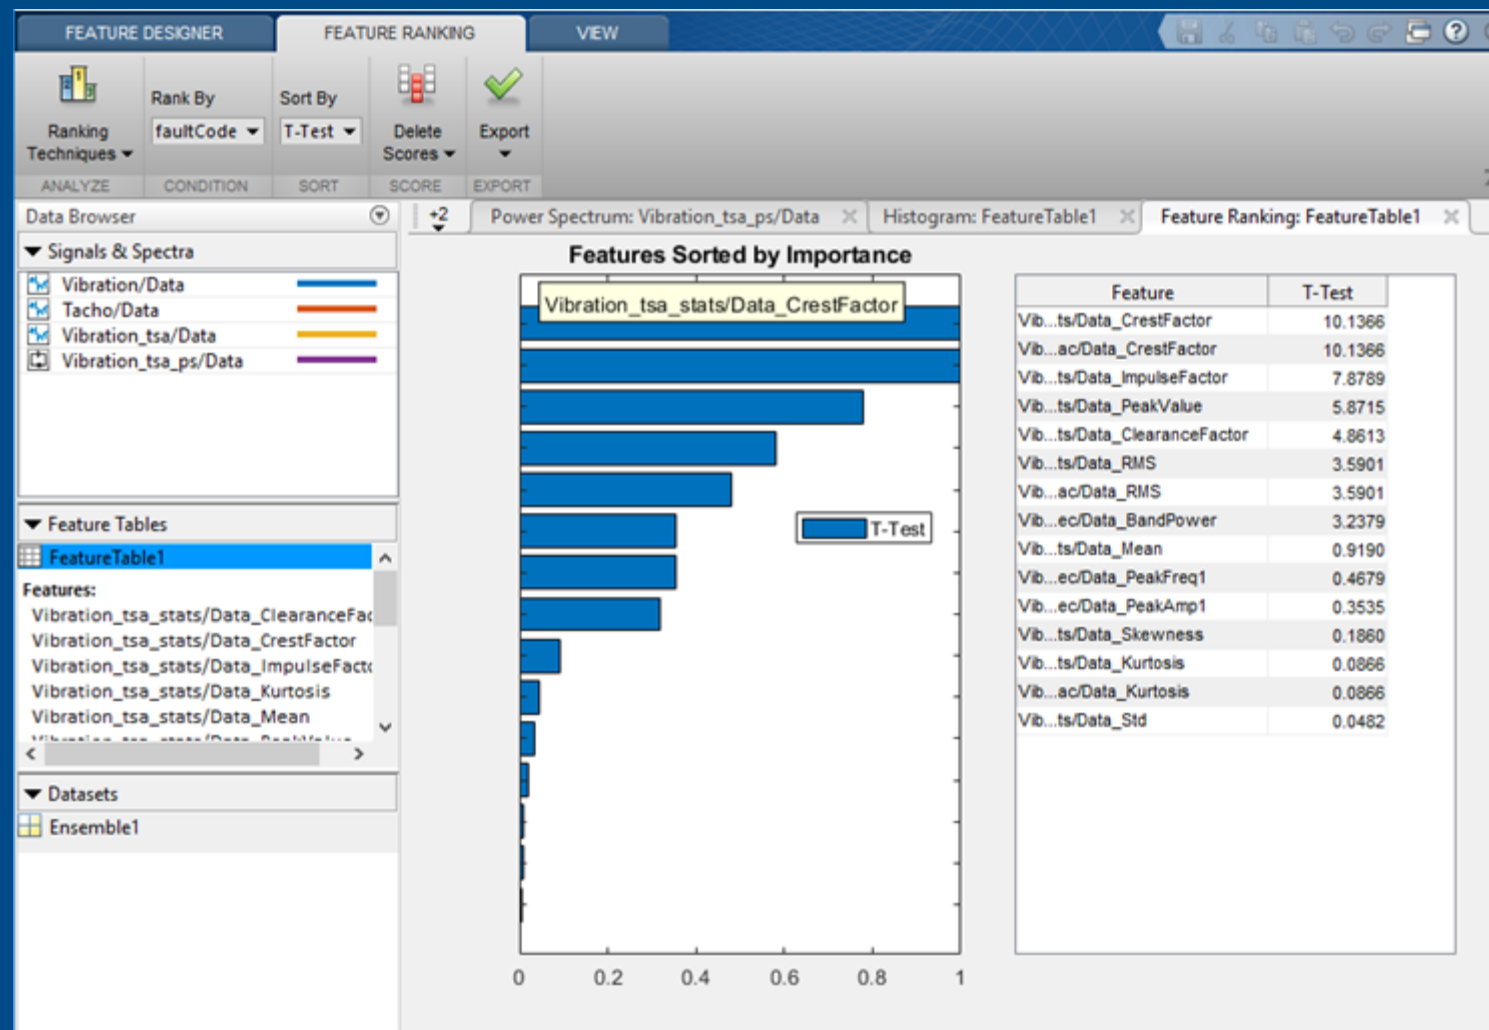 FEATURE DESIGNER
FEATURE RANKING
VIEW
Ranking
Techniques
Rank By
faultCode
Sort By
T-Test
Delete
Scores
Export
ANALYZE
CONDITION
SORT
SCORE
EXPORT
Data Browser
Signals & Spectra
Vibration/Data
Tacho/Data
Vibration_tsa/Data
Vibration_tsa_ps/Data
Feature Tables
FeatureTable1
Features:
Vibration_tsa_stats/Data_ClearanceFac
Vibration_tsa_stats/Data_CrestFactor
Vibration_tsa_stats/Data_ImpulseFacto
Vibration_tsa_stats/Data_Kurtosis
Vibration_tsa_stats/Data_Mean
Vibration_tsa_stats/Data_PeakValue
Datasets
Ensemble1
+2
Power Spectrum: Vibration_tsa_ps/Data
Histogram: FeatureTable1
Feature Ranking: FeatureTable1
Features Sorted by Importance
Vibration_tsa_stats/Data_CrestFactor
T-Test
0 0.2 0.4 0.6 0.8 1
Feature T-Test
Vib...ts/Data_CrestFactor 10.1366
Vib...ac/Data_CrestFactor 10.1366
Vib...ts/Data_ImpulseFactor 7.8789
Vib...ts/Data_PeakValue 5.8715
Vib...ts/Data_ClearanceFactor 4.8613
Vib...ts/Data_RMS 3.5901
Vib...ac/Data_RMS 3.5901
Vib...ec/Data_BandPower 3.2379
Vib...ts/Data_Mean 0.9190
Vib...ec/Data_PeakFreq1 0.4679
Vib...ec/Data_PeakAmp1 0.3535
Vib...ts/Data_Skewness 0.1860
Vib...ts/Data_Kurtosis 0.0866
Vib...ac/Data_Kurtosis 0.0866
Vib...ts/Data_Std 0.0482